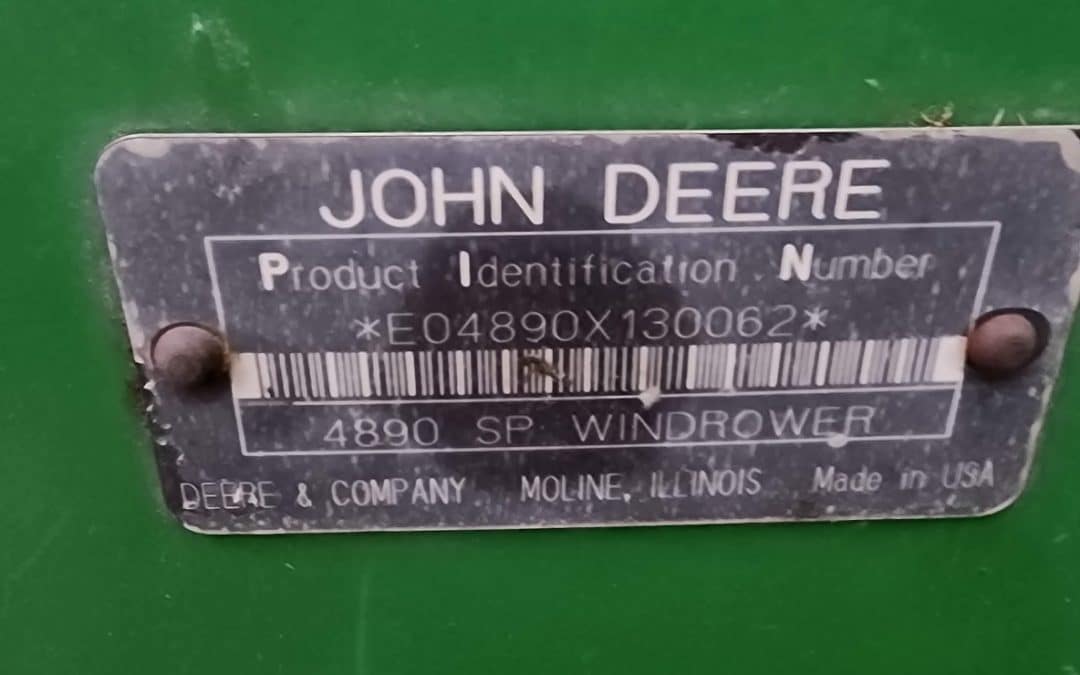 JOHN DEERE
Product Identification Number
*E04890X130062*
4890 SP WINDROWER
DEERE & COMPANY MOLINE, ILLINOIS Made in USA